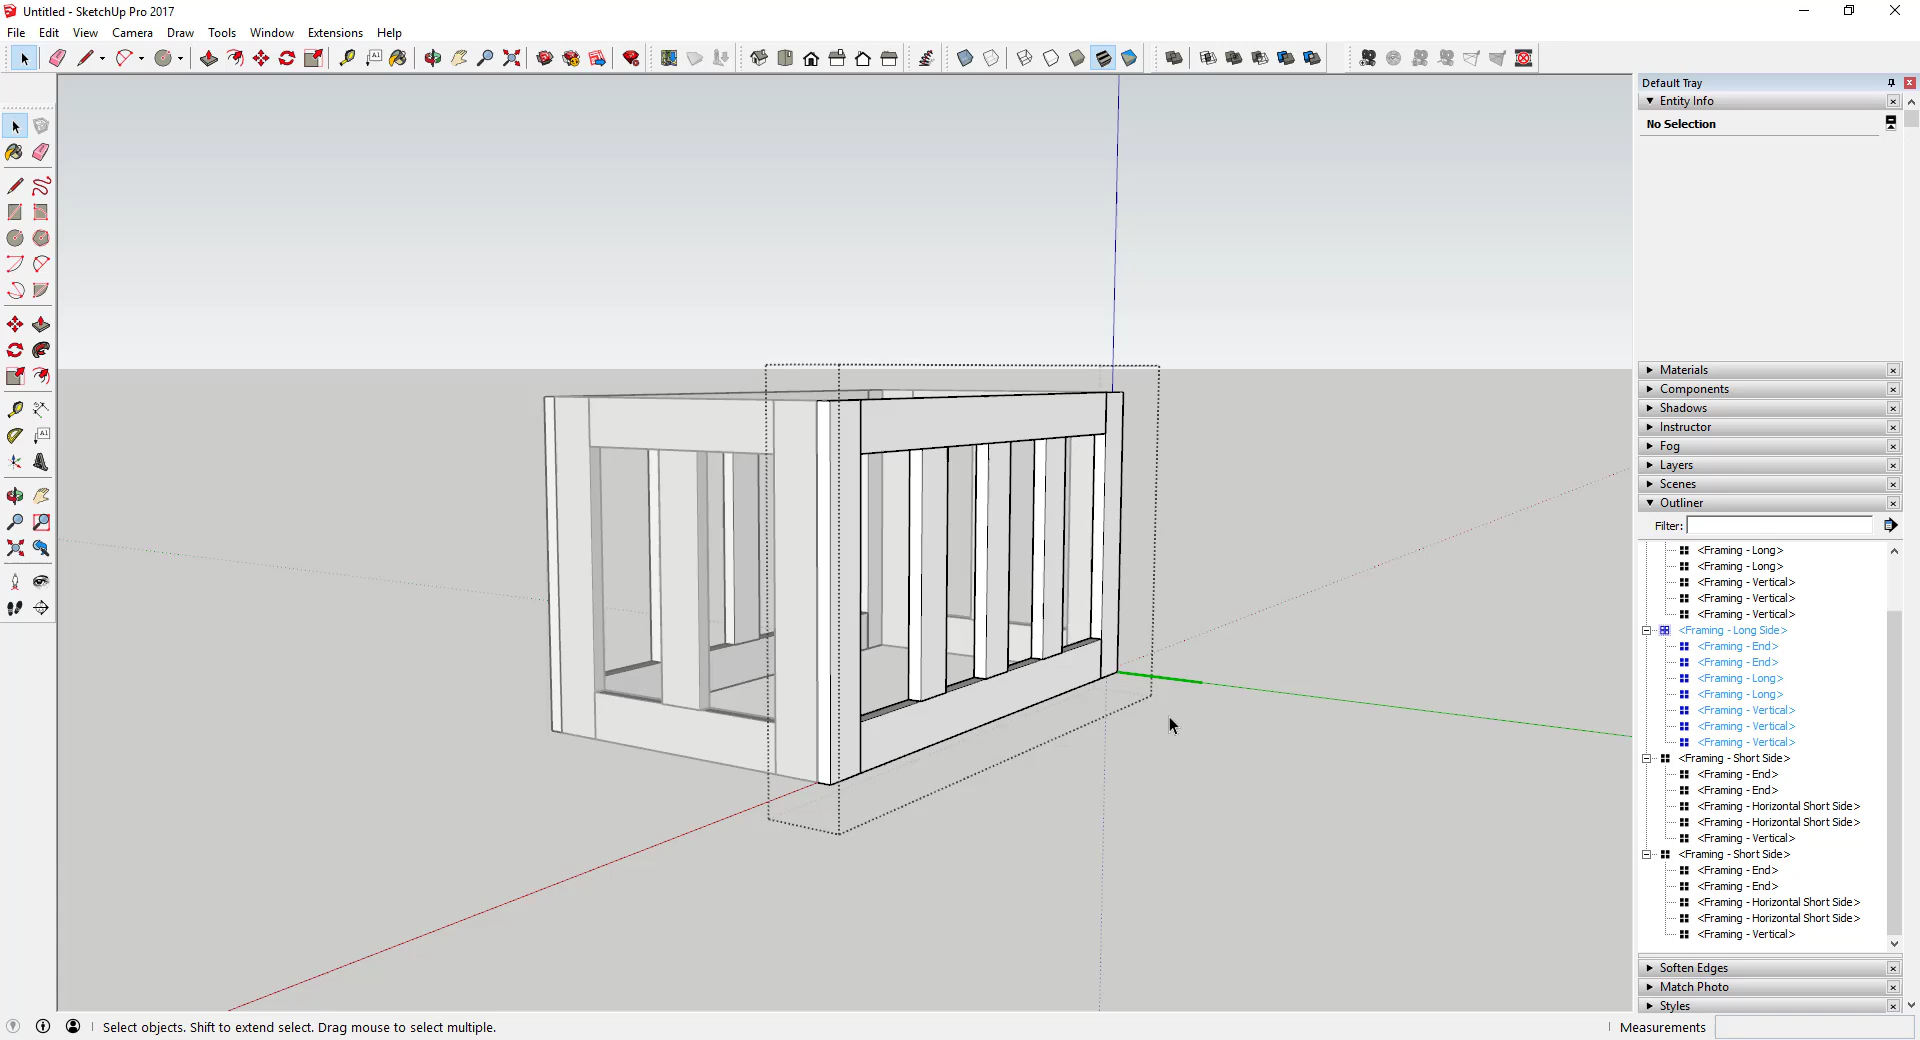 Untitled - SketchUp Pro 2017
File Edit View Camera Draw Tools Window Extensions Help
Default Tray
Entity Info
No Selection
Materials
Components
Shadows
Instructor
Fog
Layers
Scenes
Outliner
Filter:
<Framing - Long>
<Framing - Long>
<Framing - Vertical>
<Framing - Vertical>
<Framing - Vertical>
<Framing - Long Side>
<Framing - End>
<Framing - End>
<Framing - Long>
<Framing - Long>
<Framing - Vertical>
<Framing - Vertical>
<Framing - Vertical>
<Framing - Short Side>
<Framing - End>
<Framing - End>
<Framing - Horizontal Short Side>
<Framing - Horizontal Short Side>
<Framing - Vertical>
<Framing - Short Side>
<Framing - End>
<Framing - End>
<Framing - Horizontal Short Side>
<Framing - Horizontal Short Side>
<Framing - Vertical>
Soften Edges
Match Photo
Styles
Select objects. Shift to extend select. Drag mouse to select multiple.
Measurements